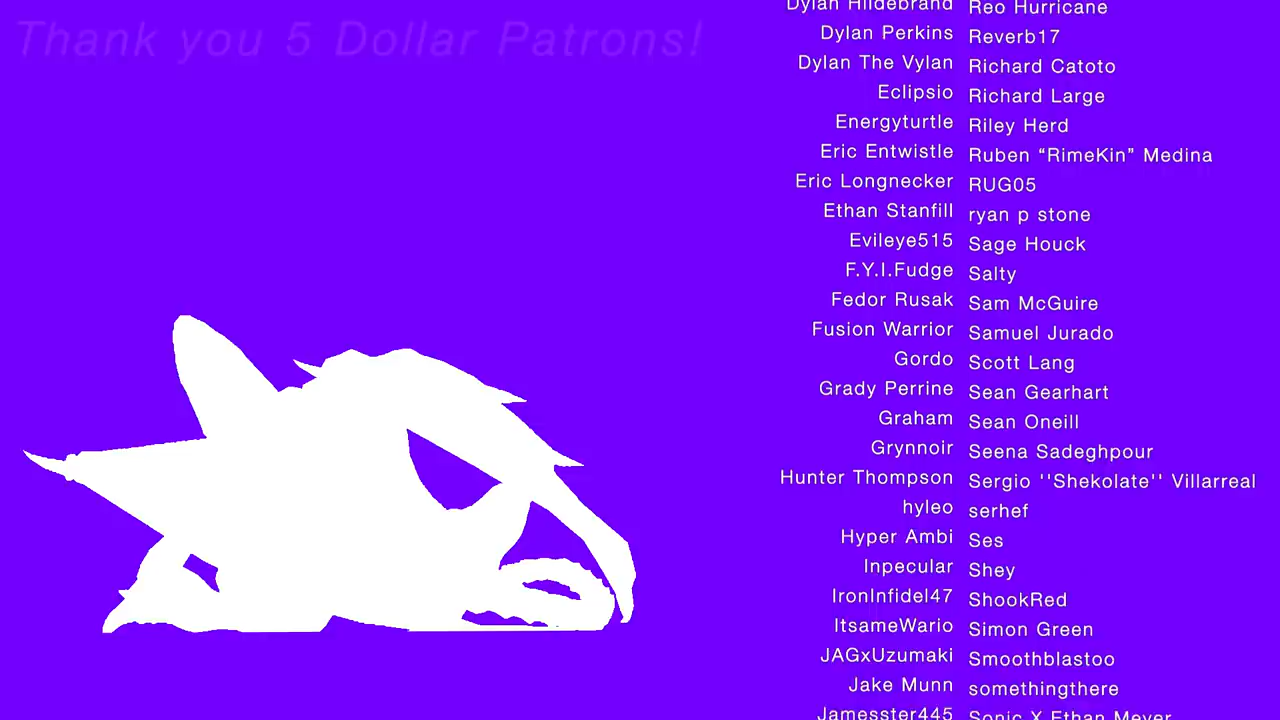 Thank you 5 Dollar Patrons!
Dylan Hildebrand
Dylan Perkins
Dylan The Vylan
Eclipsio
Energyturtle
Eric Entwistle
Eric Longnecker
Ethan Stanfill
Evileye515
F.Y.I.Fudge
Fedor Rusak
Fusion Warrior
Gordo
Grady Perrine
Graham
Grynnoir
Hunter Thompson
hyleo
Hyper Ambi
Inpecular
IronInfidel47
ItsameWario
JAGxUzumaki
Jake Munn
Jamesster445
Reo Hurricane
Reverb17
Richard Catoto
Richard Large
Riley Herd
Ruben “RimeKin” Medina
RUG05
ryan p stone
Sage Houck
Salty
Sam McGuire
Samuel Jurado
Scott Lang
Sean Gearhart
Sean Oneill
Seena Sadeghpour
Sergio ''Shekolate'' Villarreal
serhef
Ses
Shey
ShookRed
Simon Green
Smoothblastoo
somethingthere
Sonic X Ethan Meyer